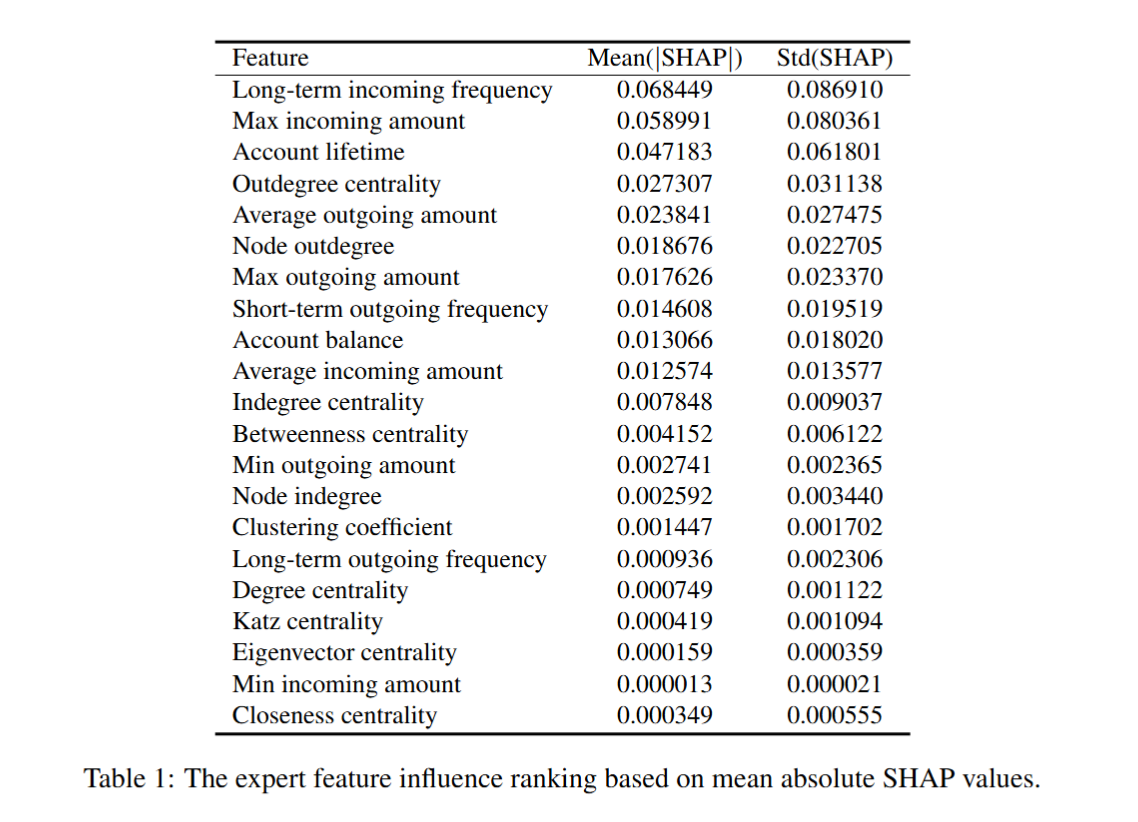 Feature Mean(|SHAP|) Std(SHAP)
Long-term incoming frequency 0.068449 0.086910
Max incoming amount 0.058991 0.080361
Account lifetime 0.047183 0.061801
Outdegree centrality 0.027307 0.031138
Average outgoing amount 0.023841 0.027475
Node outdegree 0.018676 0.022705
Max outgoing amount 0.017626 0.023370
Short-term outgoing frequency 0.014608 0.019519
Account balance 0.013066 0.018020
Average incoming amount 0.012574 0.013577
Indegree centrality 0.007848 0.009037
Betweenness centrality 0.004152 0.006122
Min outgoing amount 0.002741 0.002365
Node indegree 0.002592 0.003440
Clustering coefficient 0.001447 0.001702
Long-term outgoing frequency 0.000936 0.002306
Degree centrality 0.000749 0.001122
Katz centrality 0.000419 0.001094
Eigenvector centrality 0.000159 0.000359
Min incoming amount 0.000013 0.000021
Closeness centrality 0.000349 0.000555
Table 1: The expert feature influence ranking based on mean absolute SHAP values.